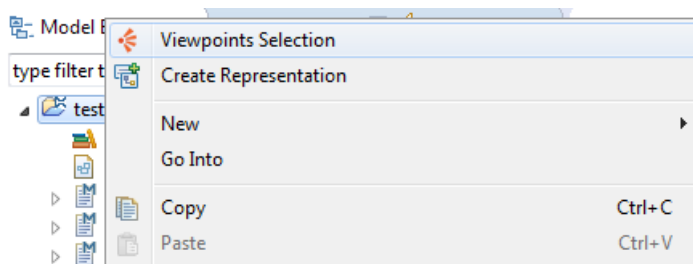 Model E
Viewpoints Selection
type filter t
Create Representation
test
New
Go Into
Copy Ctrl+C
Paste Ctrl+V